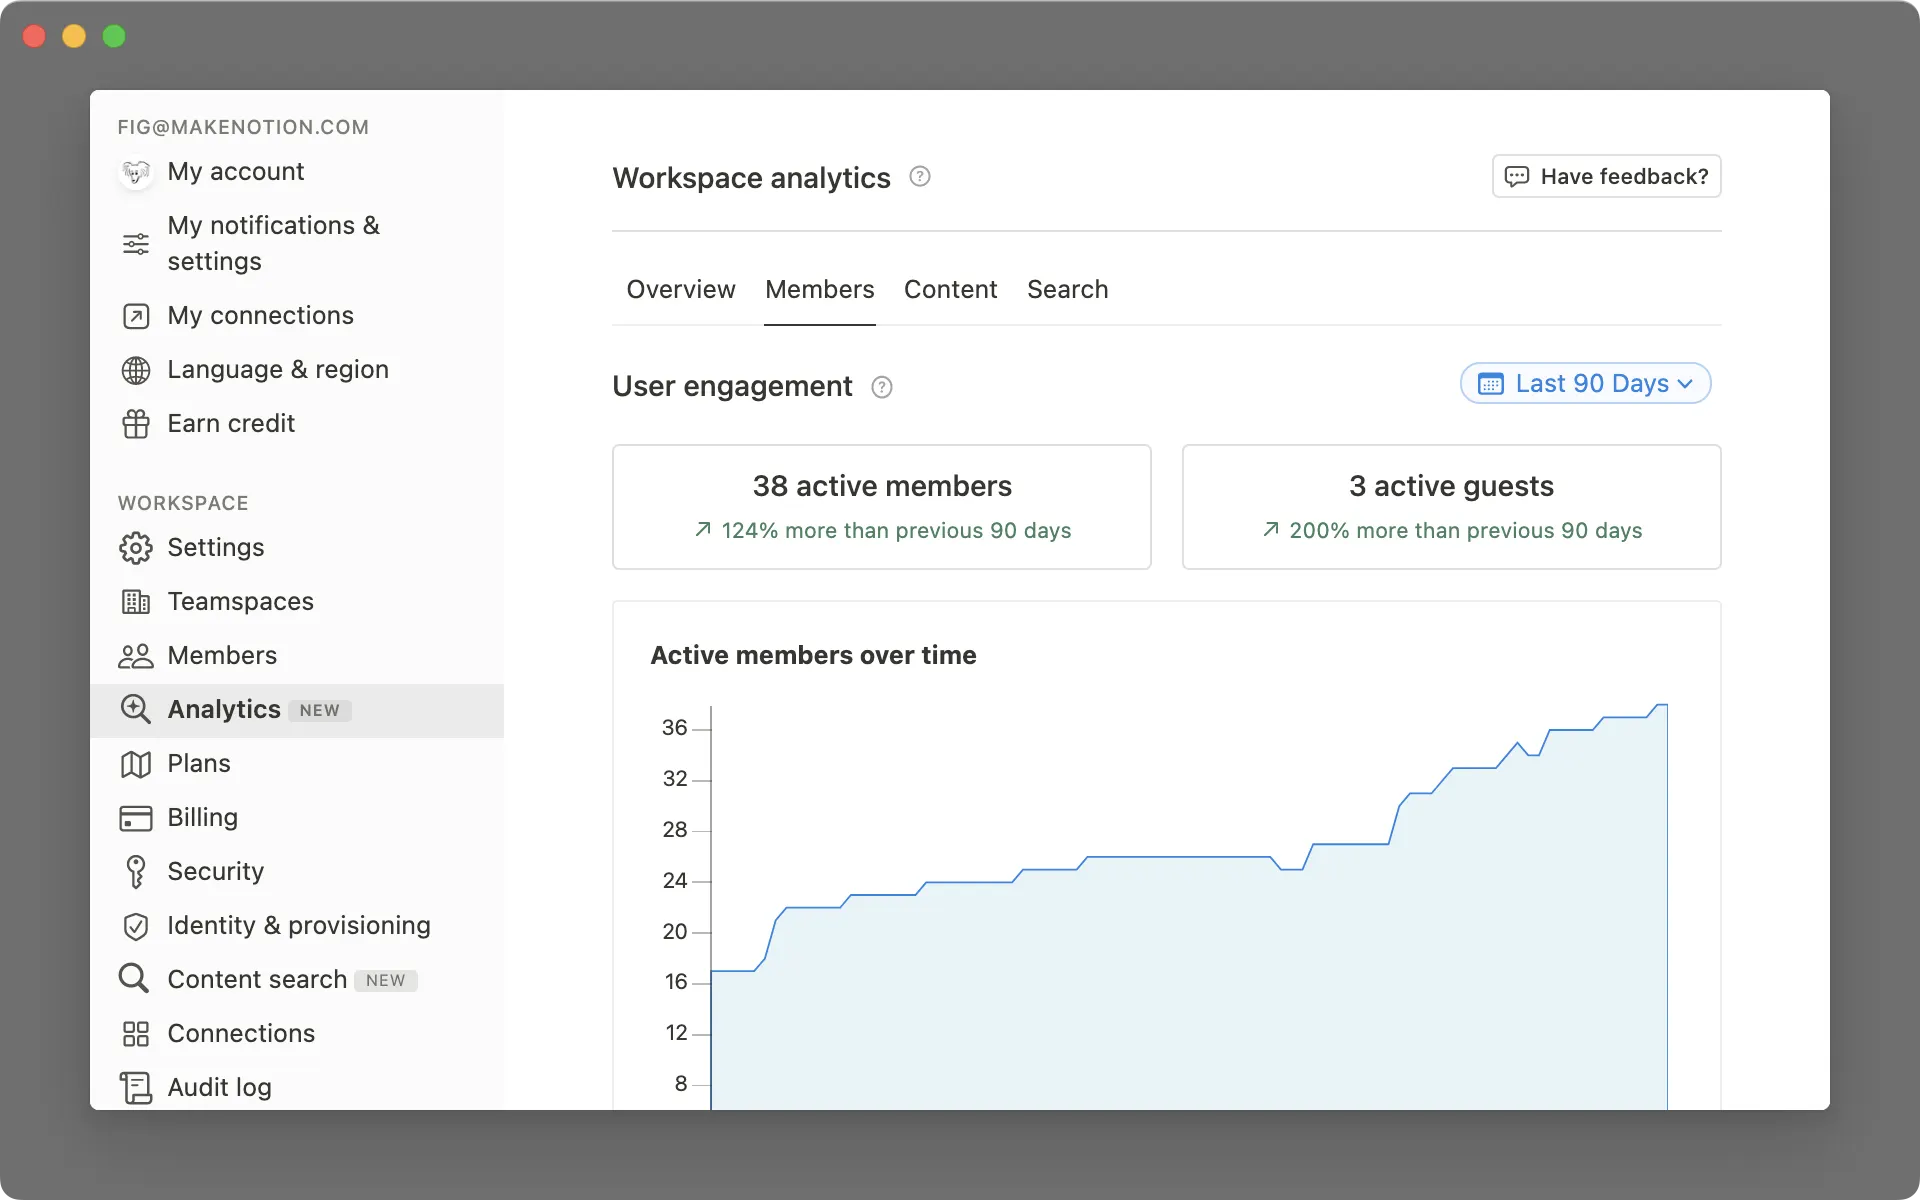 FIG@MAKENOTION.COM
My account
My notifications &
settings
My connections
Language & region
Earn credit
WORKSPACE
Settings
Teamspaces
Members
Analytics NEW
Plans
Billing
Security
Identity & provisioning
Content search NEW
Connections
Audit log
Workspace analytics ?
Have feedback?
Overview Members Content Search
User engagement ?
Last 90 Days
38 active members
↗ 124% more than previous 90 days
3 active guests
↗ 200% more than previous 90 days
Active members over time
36
32
28
24
20
16
12
8